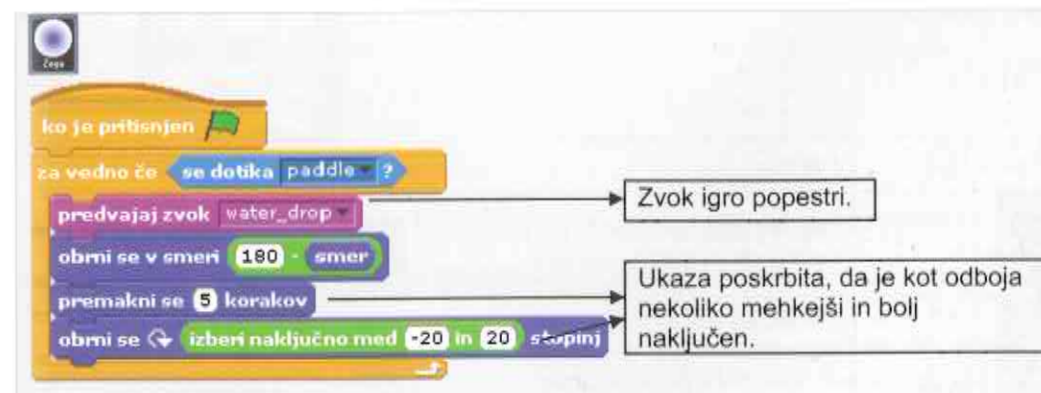 žoga
ko je pritisnjen
za vedno če se dotika paddle ?
predvajaj zvok water_drop
Zvok igro popestri.
obrni se v smeri 180 - smer
premakni se 5 korakov
obrni se izberi naključno med -20 in 20 stopinj
Ukaza poskrbita, da je kot odboja
nekoliko mehkejši in bolj
naključen.